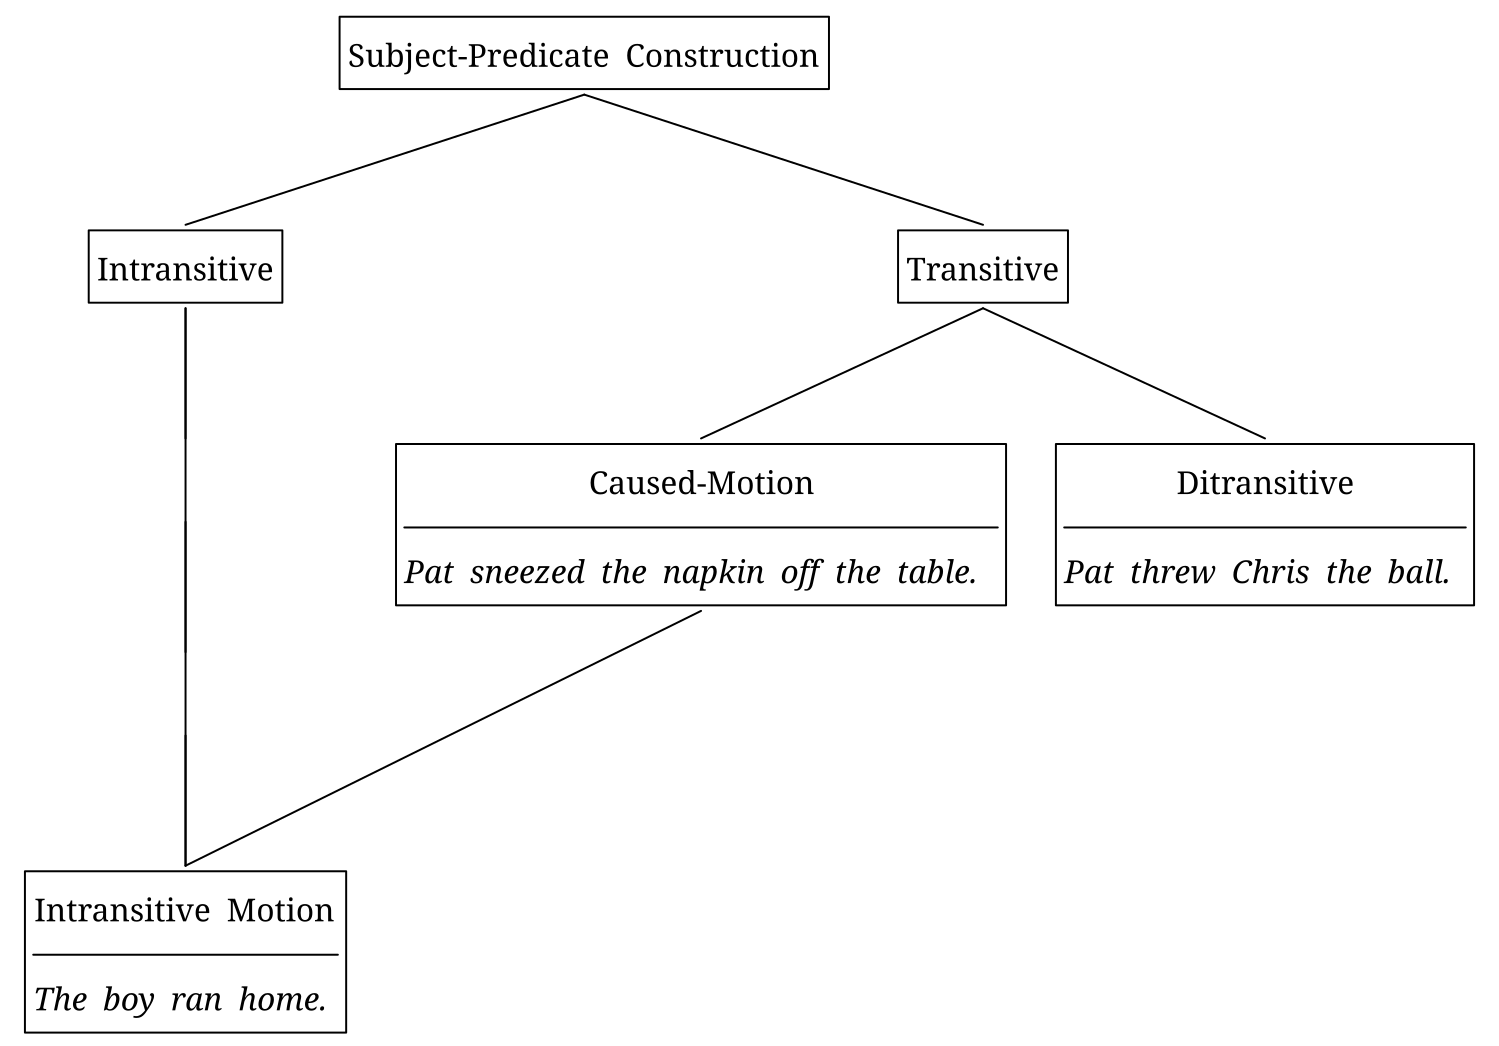 Subject-Predicate Construction
Intransitive
Transitive
Caused-Motion
Pat sneezed the napkin off the table.
Ditransitive
Pat threw Chris the ball.
Intransitive Motion
The boy ran home.